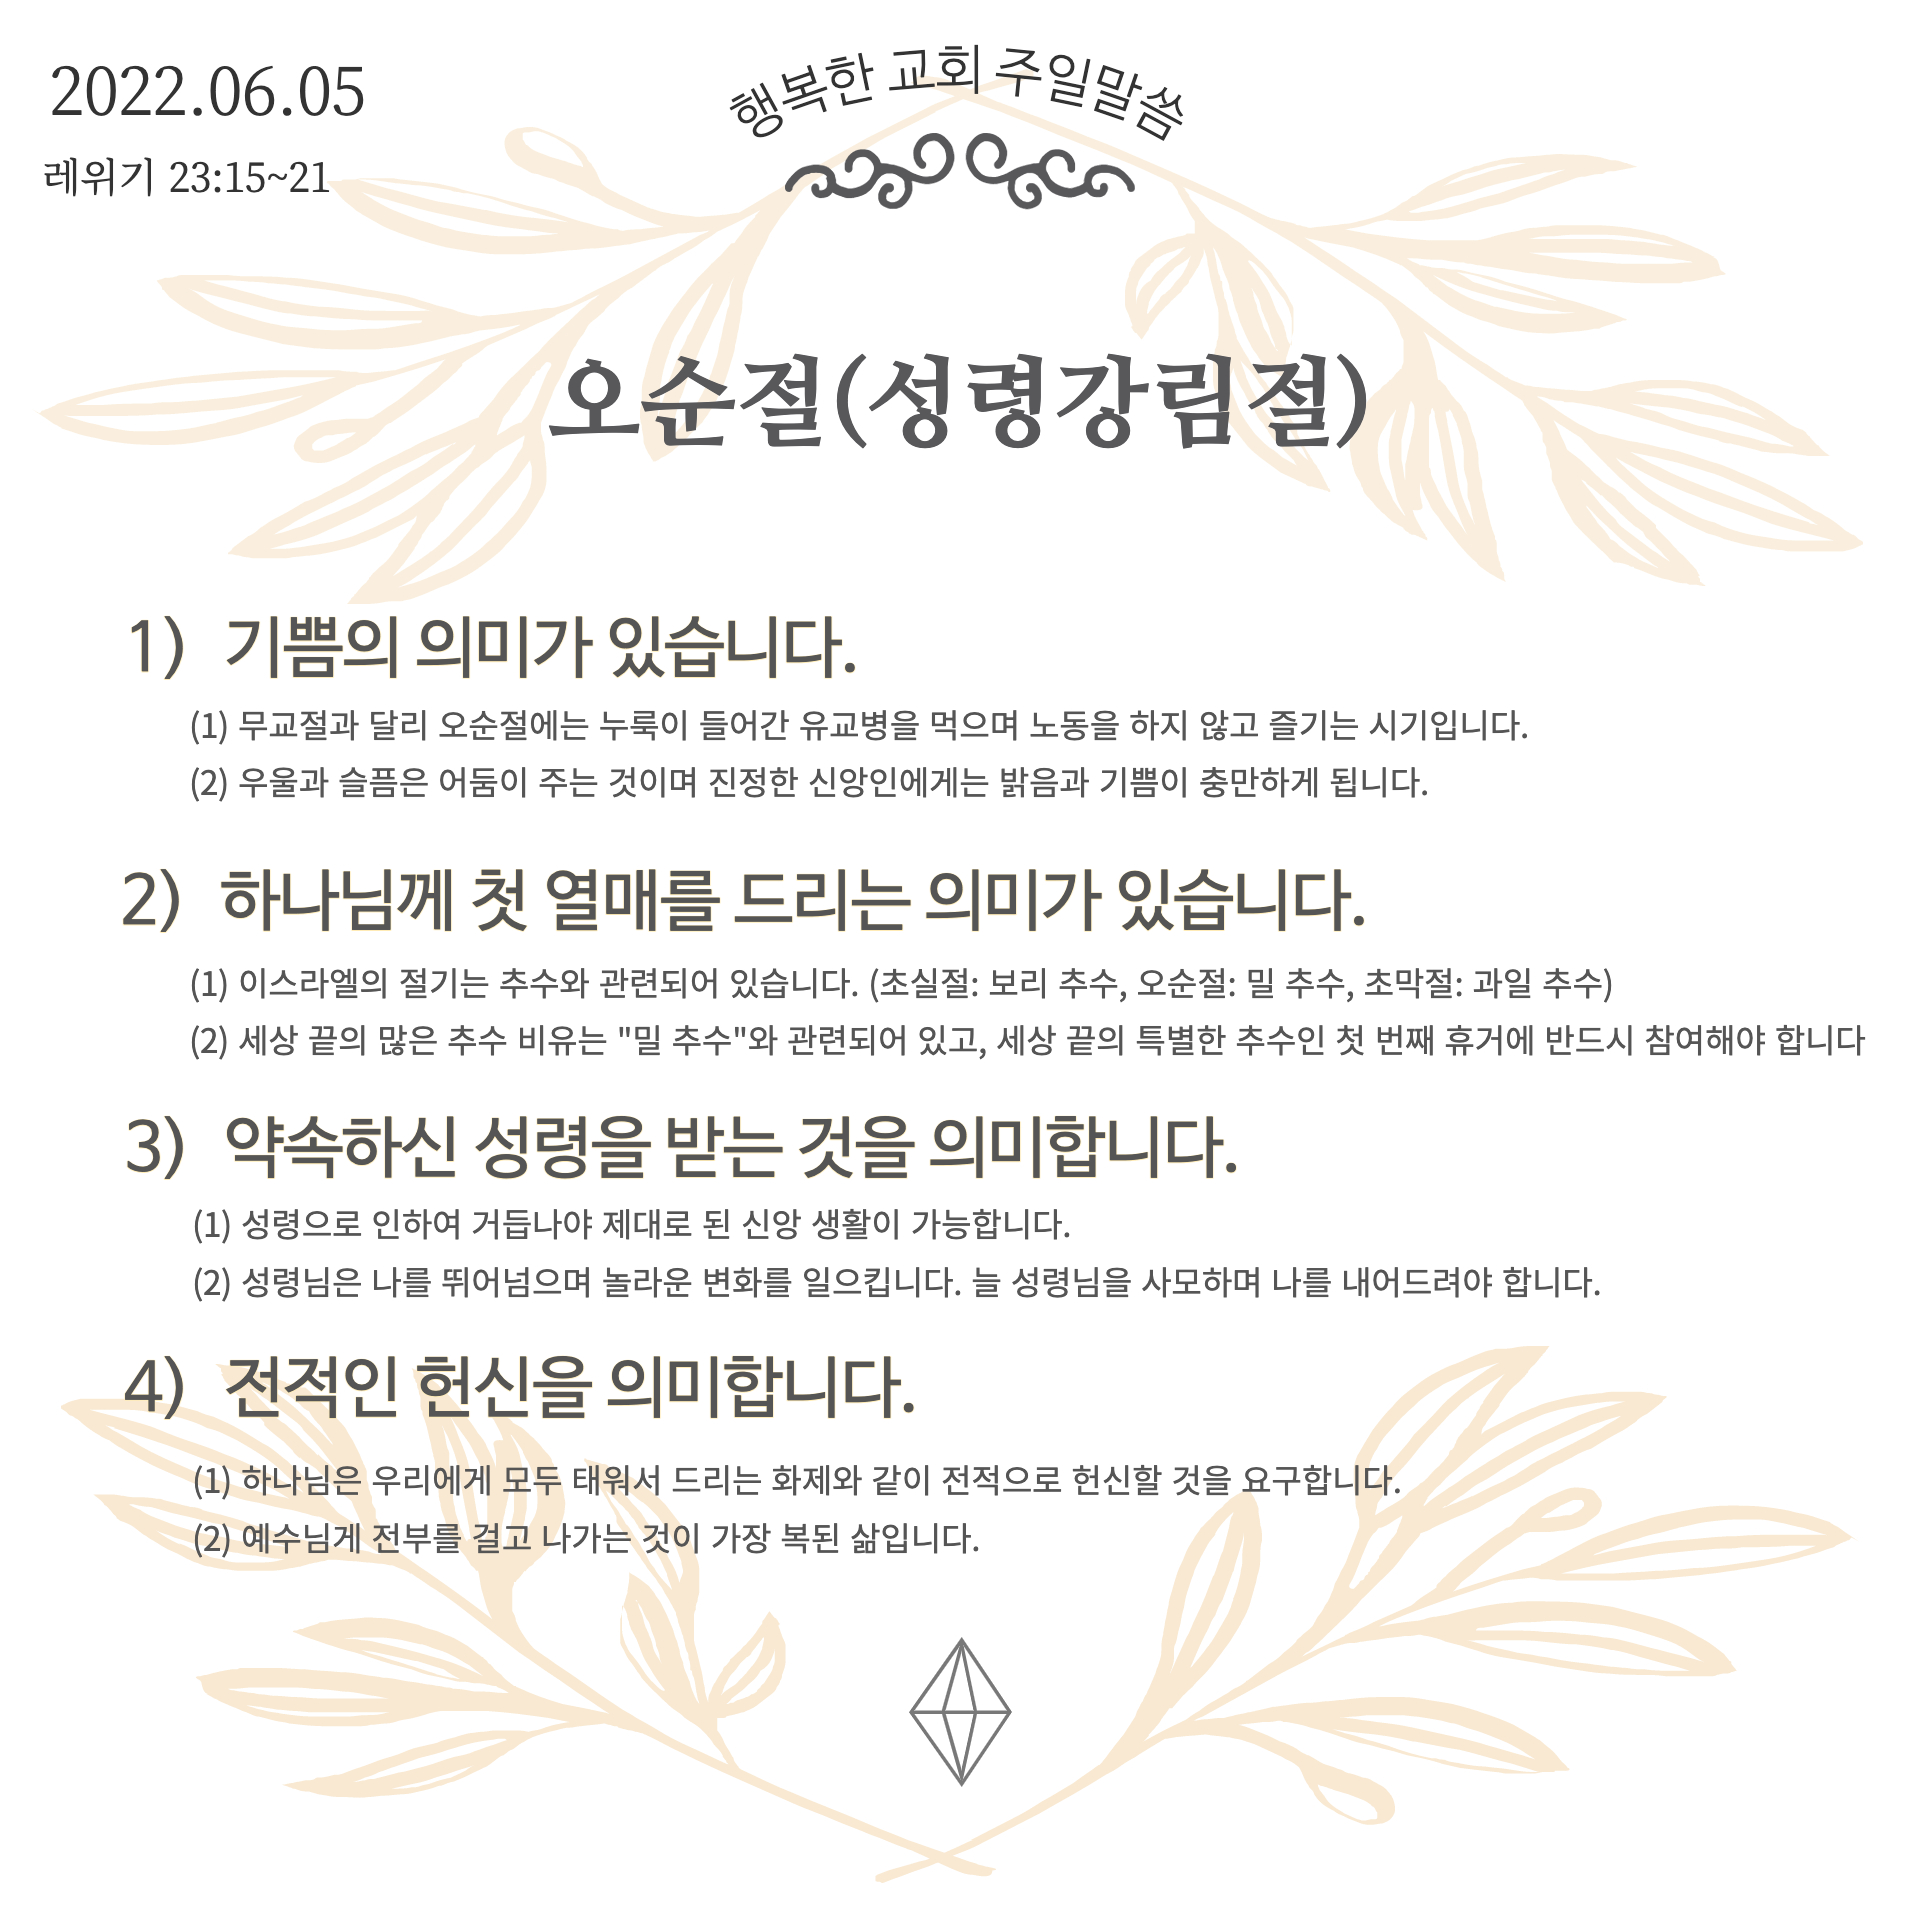 2022.06.05
행복한 교회 주일말씀
레위기 23:15~21
오순절(성령강림절)
1) 기쁨의 의미가 있습니다.
(1) 무교절과 달리 오순절에는 누룩이 들어간 유교병을 먹으며 노동을 하지 않고 즐기는 시기입니다.
(2) 우울과 슬픔은 어둠이 주는 것이며 진정한 신앙인에게는 밝음과 기쁨이 충만하게 됩니다.
2) 하나님께 첫 열매를 드리는 의미가 있습니다.
(1) 이스라엘의 절기는 추수와 관련되어 있습니다. (초실절: 보리 추수, 오순절: 밀 추수, 초막절: 과일 추수)
(2) 세상 끝의 많은 추수 비유는 "밀 추수"와 관련되어 있고, 세상 끝의 특별한 추수인 첫 번째 휴거에 반드시 참여해야 합니다
3) 약속하신 성령을 받는 것을 의미합니다.
(1) 성령으로 인하여 거듭나야 제대로 된 신앙 생활이 가능합니다.
(2) 성령님은 나를 뛰어넘으며 놀라운 변화를 일으킵니다. 늘 성령님을 사모하며 나를 내어드려야 합니다.
4) 전적인 헌신을 의미합니다.
(1) 하나님은 우리에게 모두 태워서 드리는 화제와 같이 전적으로 헌신할 것을 요구합니다.
(2) 예수님게 전부를 걸고 나가는 것이 가장 복된 삶입니다.